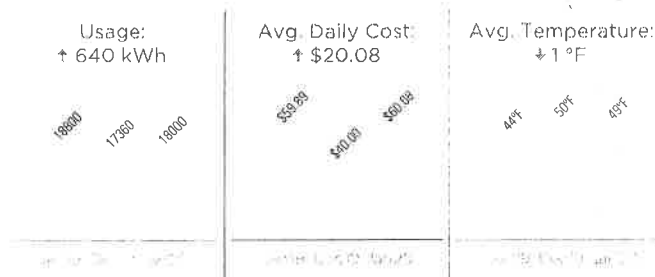 Usage:
↑ 640 kWh
18800
17360
18000
Avg. Daily Cost:
↑ $20.08
$59.89
$40.00
$60.08
Avg. Temperature:
↓ 1 °F
44°F
50°F
49°F